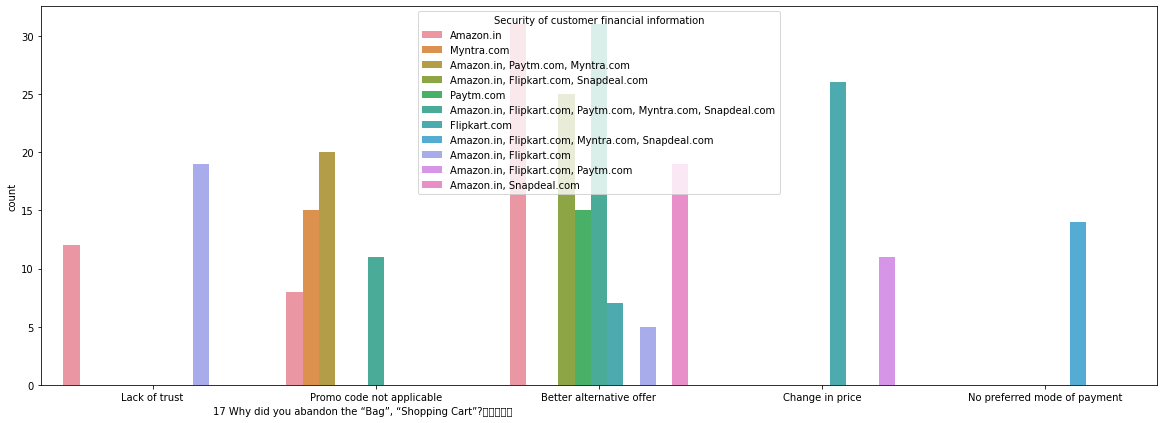 Security of customer financial information
Amazon.in
Myntra.com
Amazon.in, Paytm.com, Myntra.com
Amazon.in, Flipkart.com, Snapdeal.com
Paytm.com
Amazon.in, Flipkart.com, Paytm.com, Myntra.com, Snapdeal.com
Flipkart.com
Amazon.in, Flipkart.com, Myntra.com, Snapdeal.com
Amazon.in, Flipkart.com
Amazon.in, Flipkart.com, Paytm.com
Amazon.in, Snapdeal.com
30
25
20
15
10
5
0
count
Lack of trust Promo code not applicable Better alternative offer Change in price No preferred mode of payment
17 Why did you abandon the “Bag”, “Shopping Cart”?